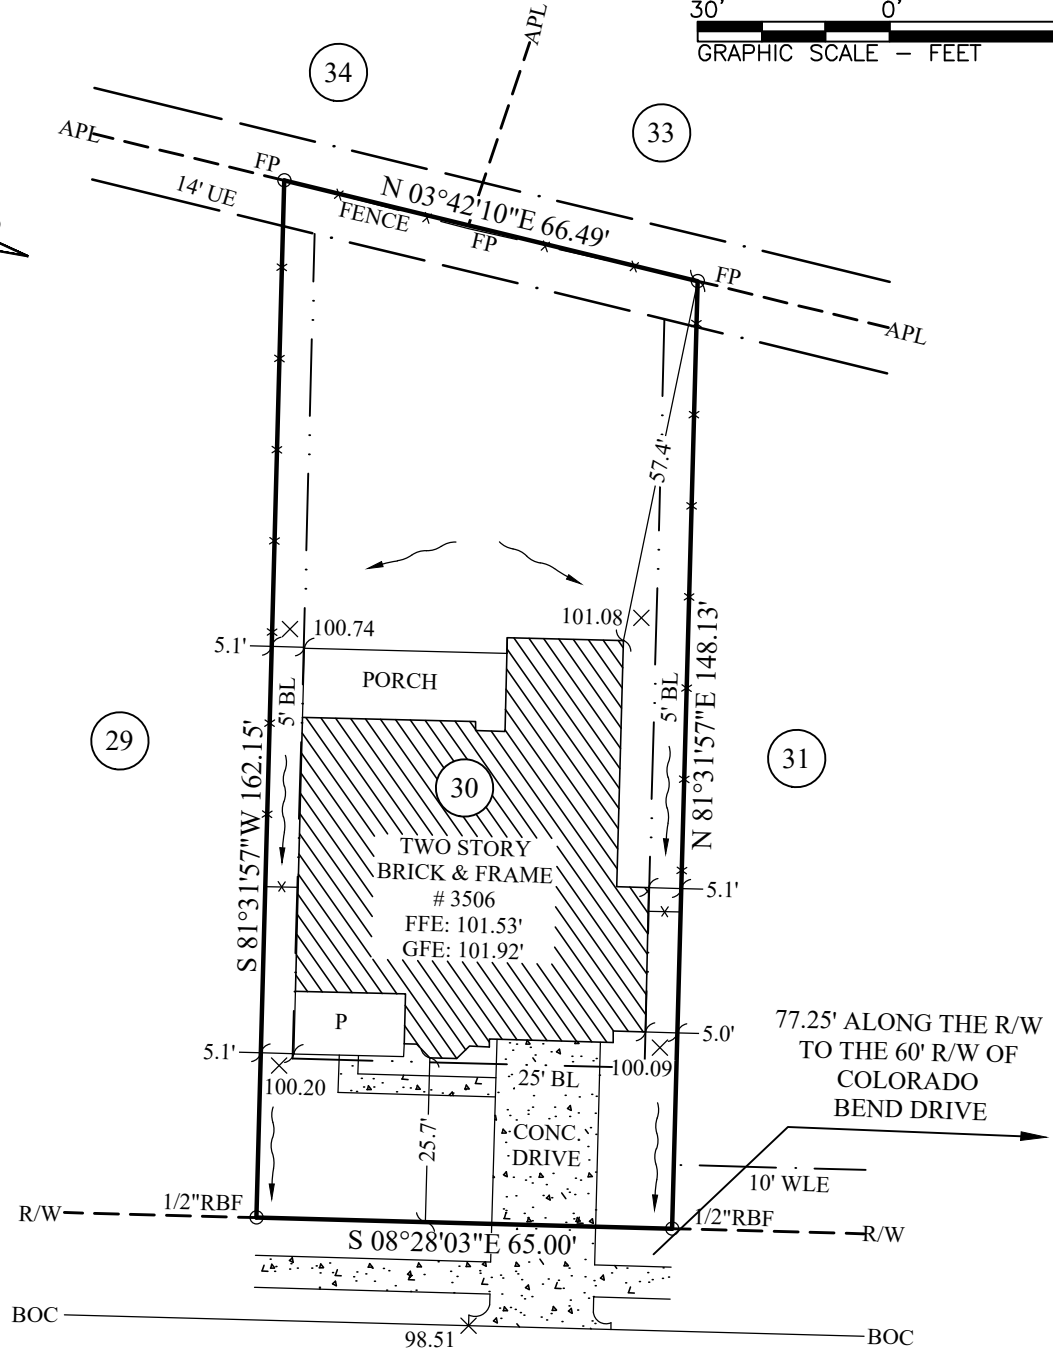 30'
0'
GRAPHIC SCALE – FEET
APL
34
33
APL
FP
14' UE
N 03°42'10"E 66.49'
FENCE
FP
FP
APL
57.4'
101.08
100.74
5.1'
PORCH
5' BL
5' BL
N 81°31'57"E 148.13'
29
S 81°31'57"W 162.15'
30
31
TWO STORY
BRICK & FRAME
# 3506
FFE: 101.53'
GFE: 101.92'
5.1'
P
5.0'
5.1'
100.20
25' BL
100.09
77.25' ALONG THE R/W
TO THE 60' R/W OF
COLORADO
BEND DRIVE
25.7'
CONC.
DRIVE
10' WLE
R/W
1/2"RBF
1/2"RBF
R/W
S 08°28'03"E 65.00'
BOC
98.51
BOC